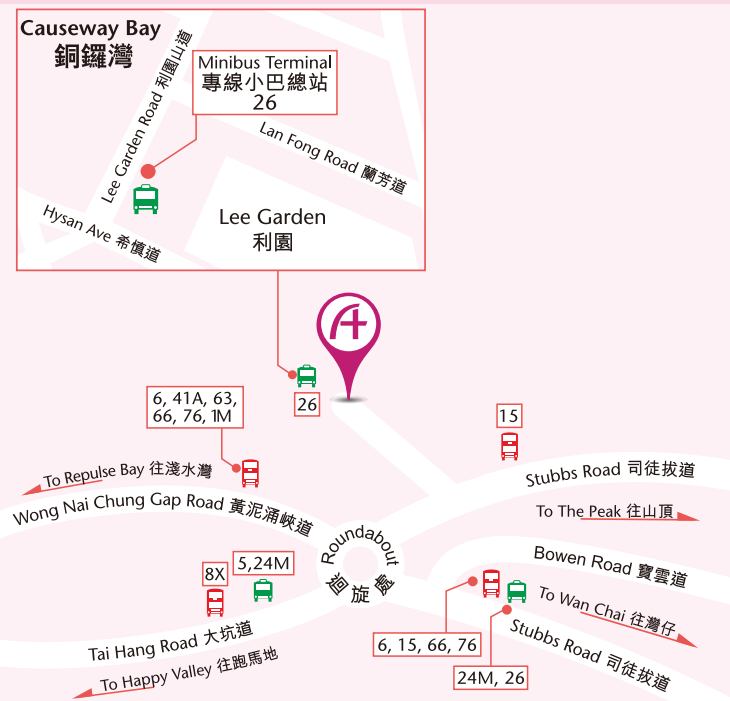 Causeway Bay
銅鑼灣
Lee Garden Road 利園山道
Minibus Terminal
專線小巴總站
26
Lan Fong Road 蘭芳道
Hysan Ave 希慎道
Lee Garden
利園
26
6, 41A, 63,
66, 76, 1M
15
To Repulse Bay 往淺水灣
Stubbs Road 司徒拔道
Wong Nai Chung Gap Road 黃泥涌峽道
To The Peak 往山頂
Roundabout
迴旋處
Bowen Road 寶雲道
8X
5,24M
To Wan Chai 往灣仔
Tai Hang Road 大坑道
6, 15, 66, 76
Stubbs Road 司徒拔道
24M, 26
To Happy Valley 往跑馬地